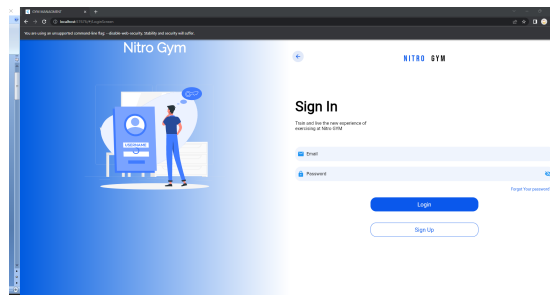 GYM MANAGEMENT
You are using an unsupported command line flag: --disable-web-security. Stability and security will suffer.
Nitro Gym
USERNAME
NITRO GYM
Sign In
Train and live the new experience of
exercising at Nitro GYM
Email
Password
Forgot Your password
Login
Sign Up